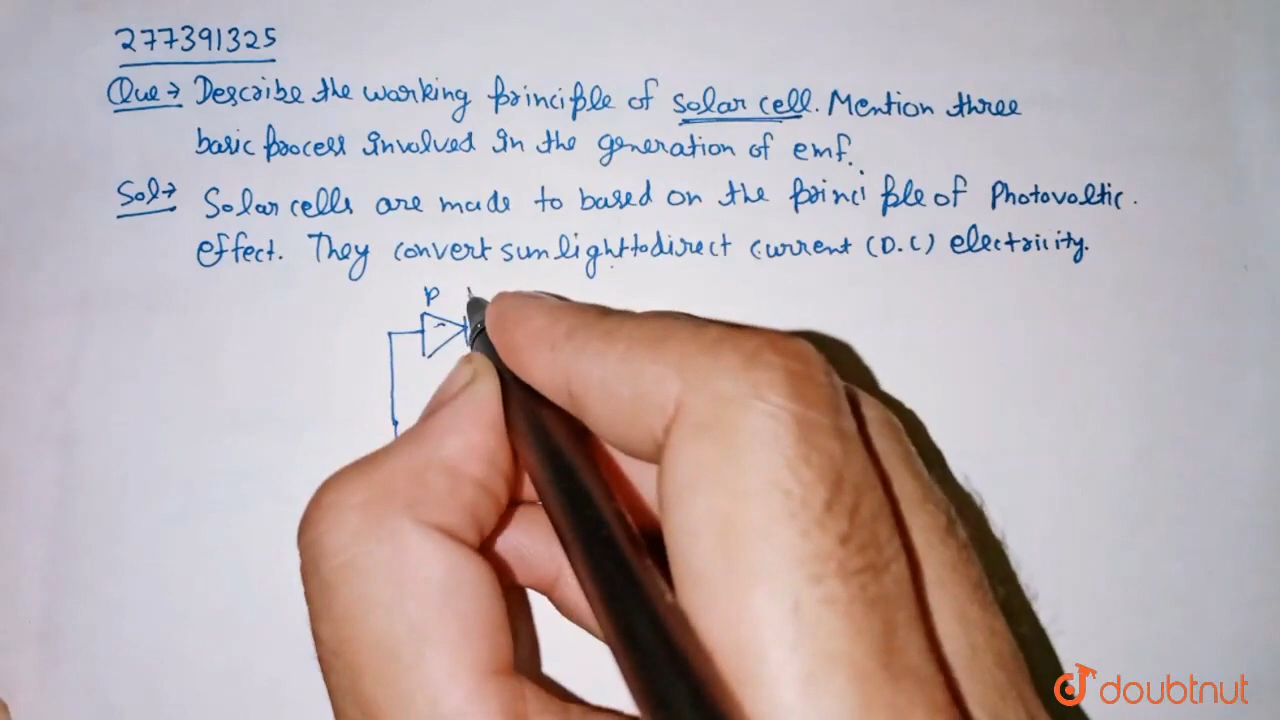 277391325
Que → Describe the working principle of solar cell. Mention three
basic process involved in the generation of emf.
Sol → Solar cells are made to based on the principle of Photovoltic
effect. They convert sunlight to direct current (D.C) electricity.
P
doubtnut